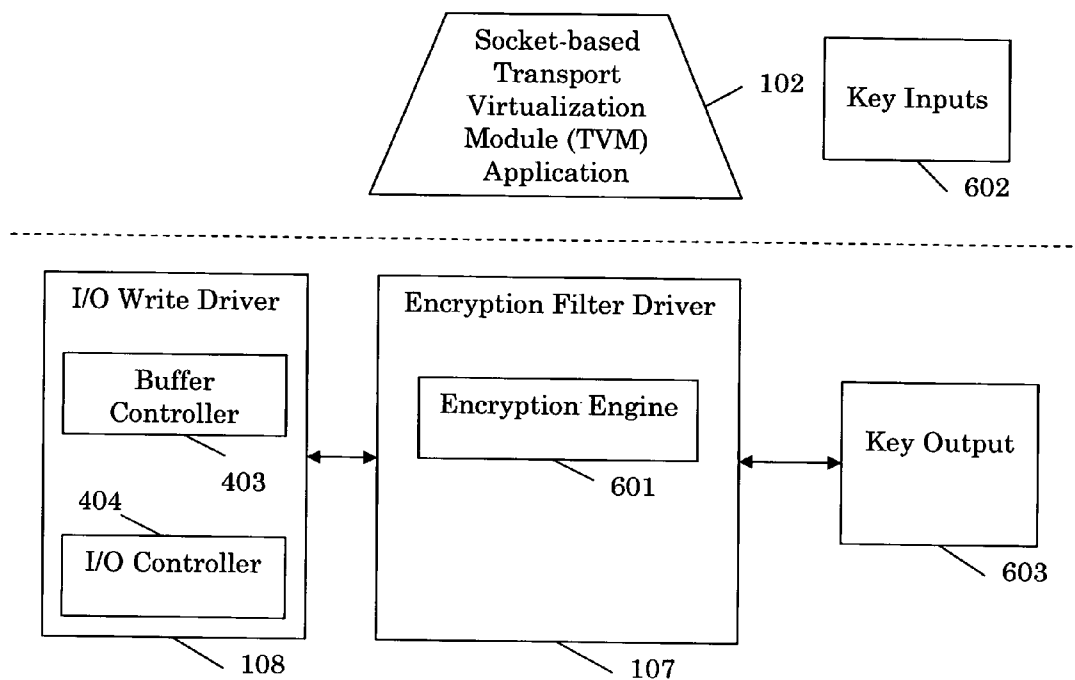 Socket-based
Transport
Virtualization
Module (TVM)
Application
102
Key Inputs
602
I/O Write Driver
Buffer
Controller
403
404
I/O Controller
108
Encryption Filter Driver
Encryption Engine
601
107
Key Output
603